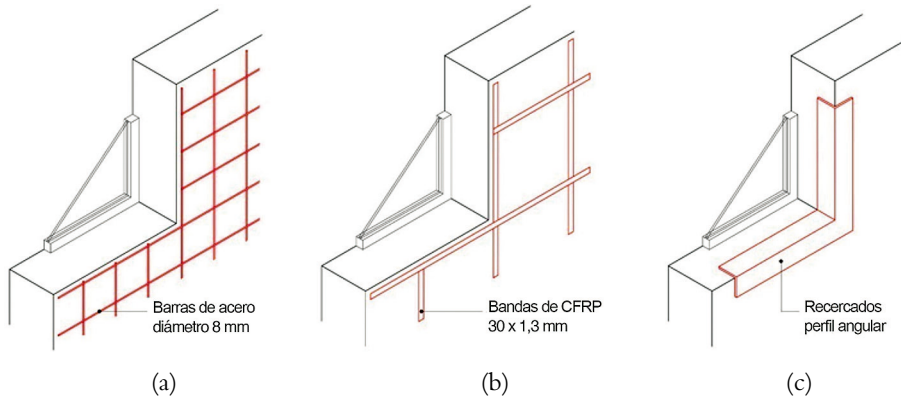 Barras de acero
diámetro 8 mm
Bandas de CFRP
30 x 1,3 mm
Recercados
perfil angular
(a)
(b)
(c)